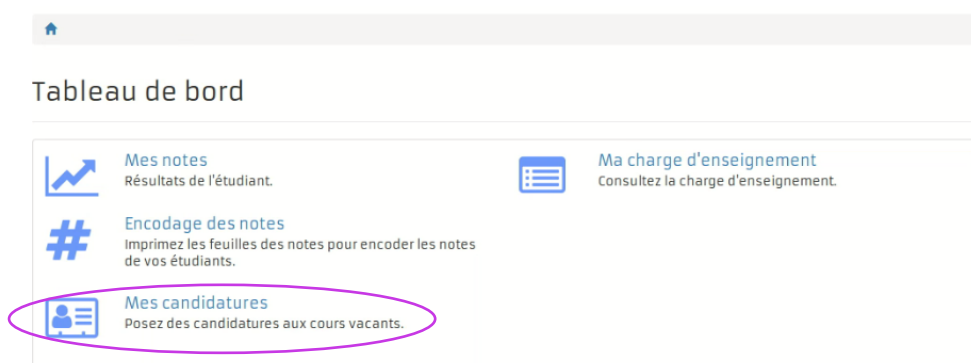 Tableau de bord
Mes notes
Résultats de l'étudiant.
Ma charge d'enseignement
Consultez la charge d'enseignement.
Encodage des notes
Imprimez les feuilles des notes pour encoder les notes
de vos étudiants.
Mes candidatures
Posez des candidatures aux cours vacants.